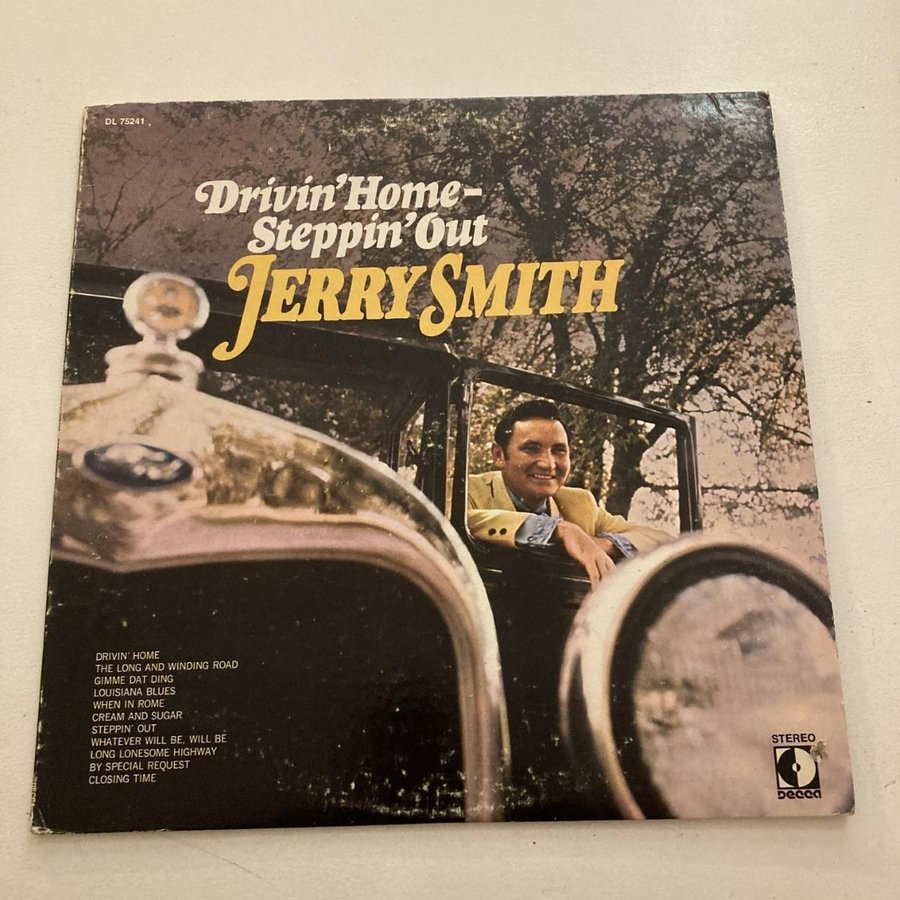 DL 75241
Drivin' Home-
Steppin' Out
JERRY SMITH
DRIVIN' HOME
THE LONG AND WINDING ROAD
GIMME DAT DING
LOUISIANA BLUES
WHEN IN ROME
CREAM AND SUGAR
STEPPIN' OUT
WHATEVER WILL BE, WILL BE
LONG LONESOME HIGHWAY
BY SPECIAL REQUEST
CLOSING TIME
STEREO
DECCA